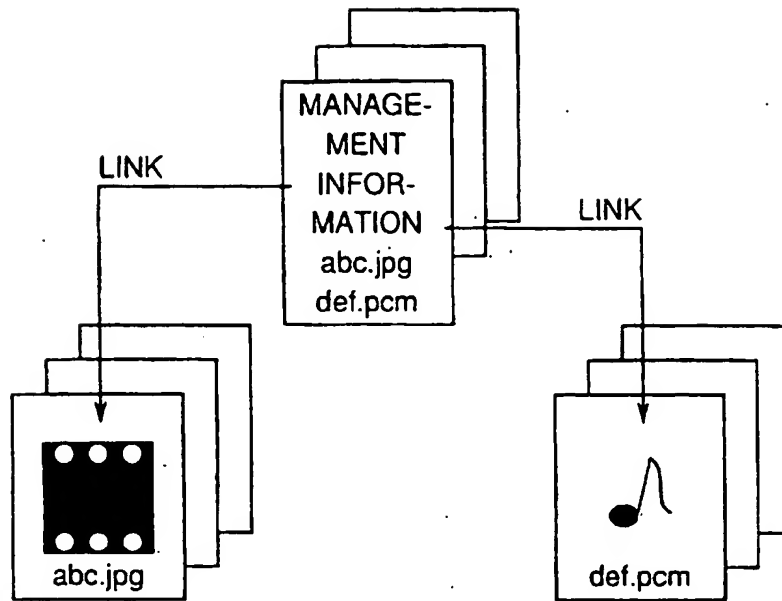 MANAGE-
MENT
INFOR-
MATION
abc.jpg
def.pcm
LINK
LINK
abc.jpg
def.pcm